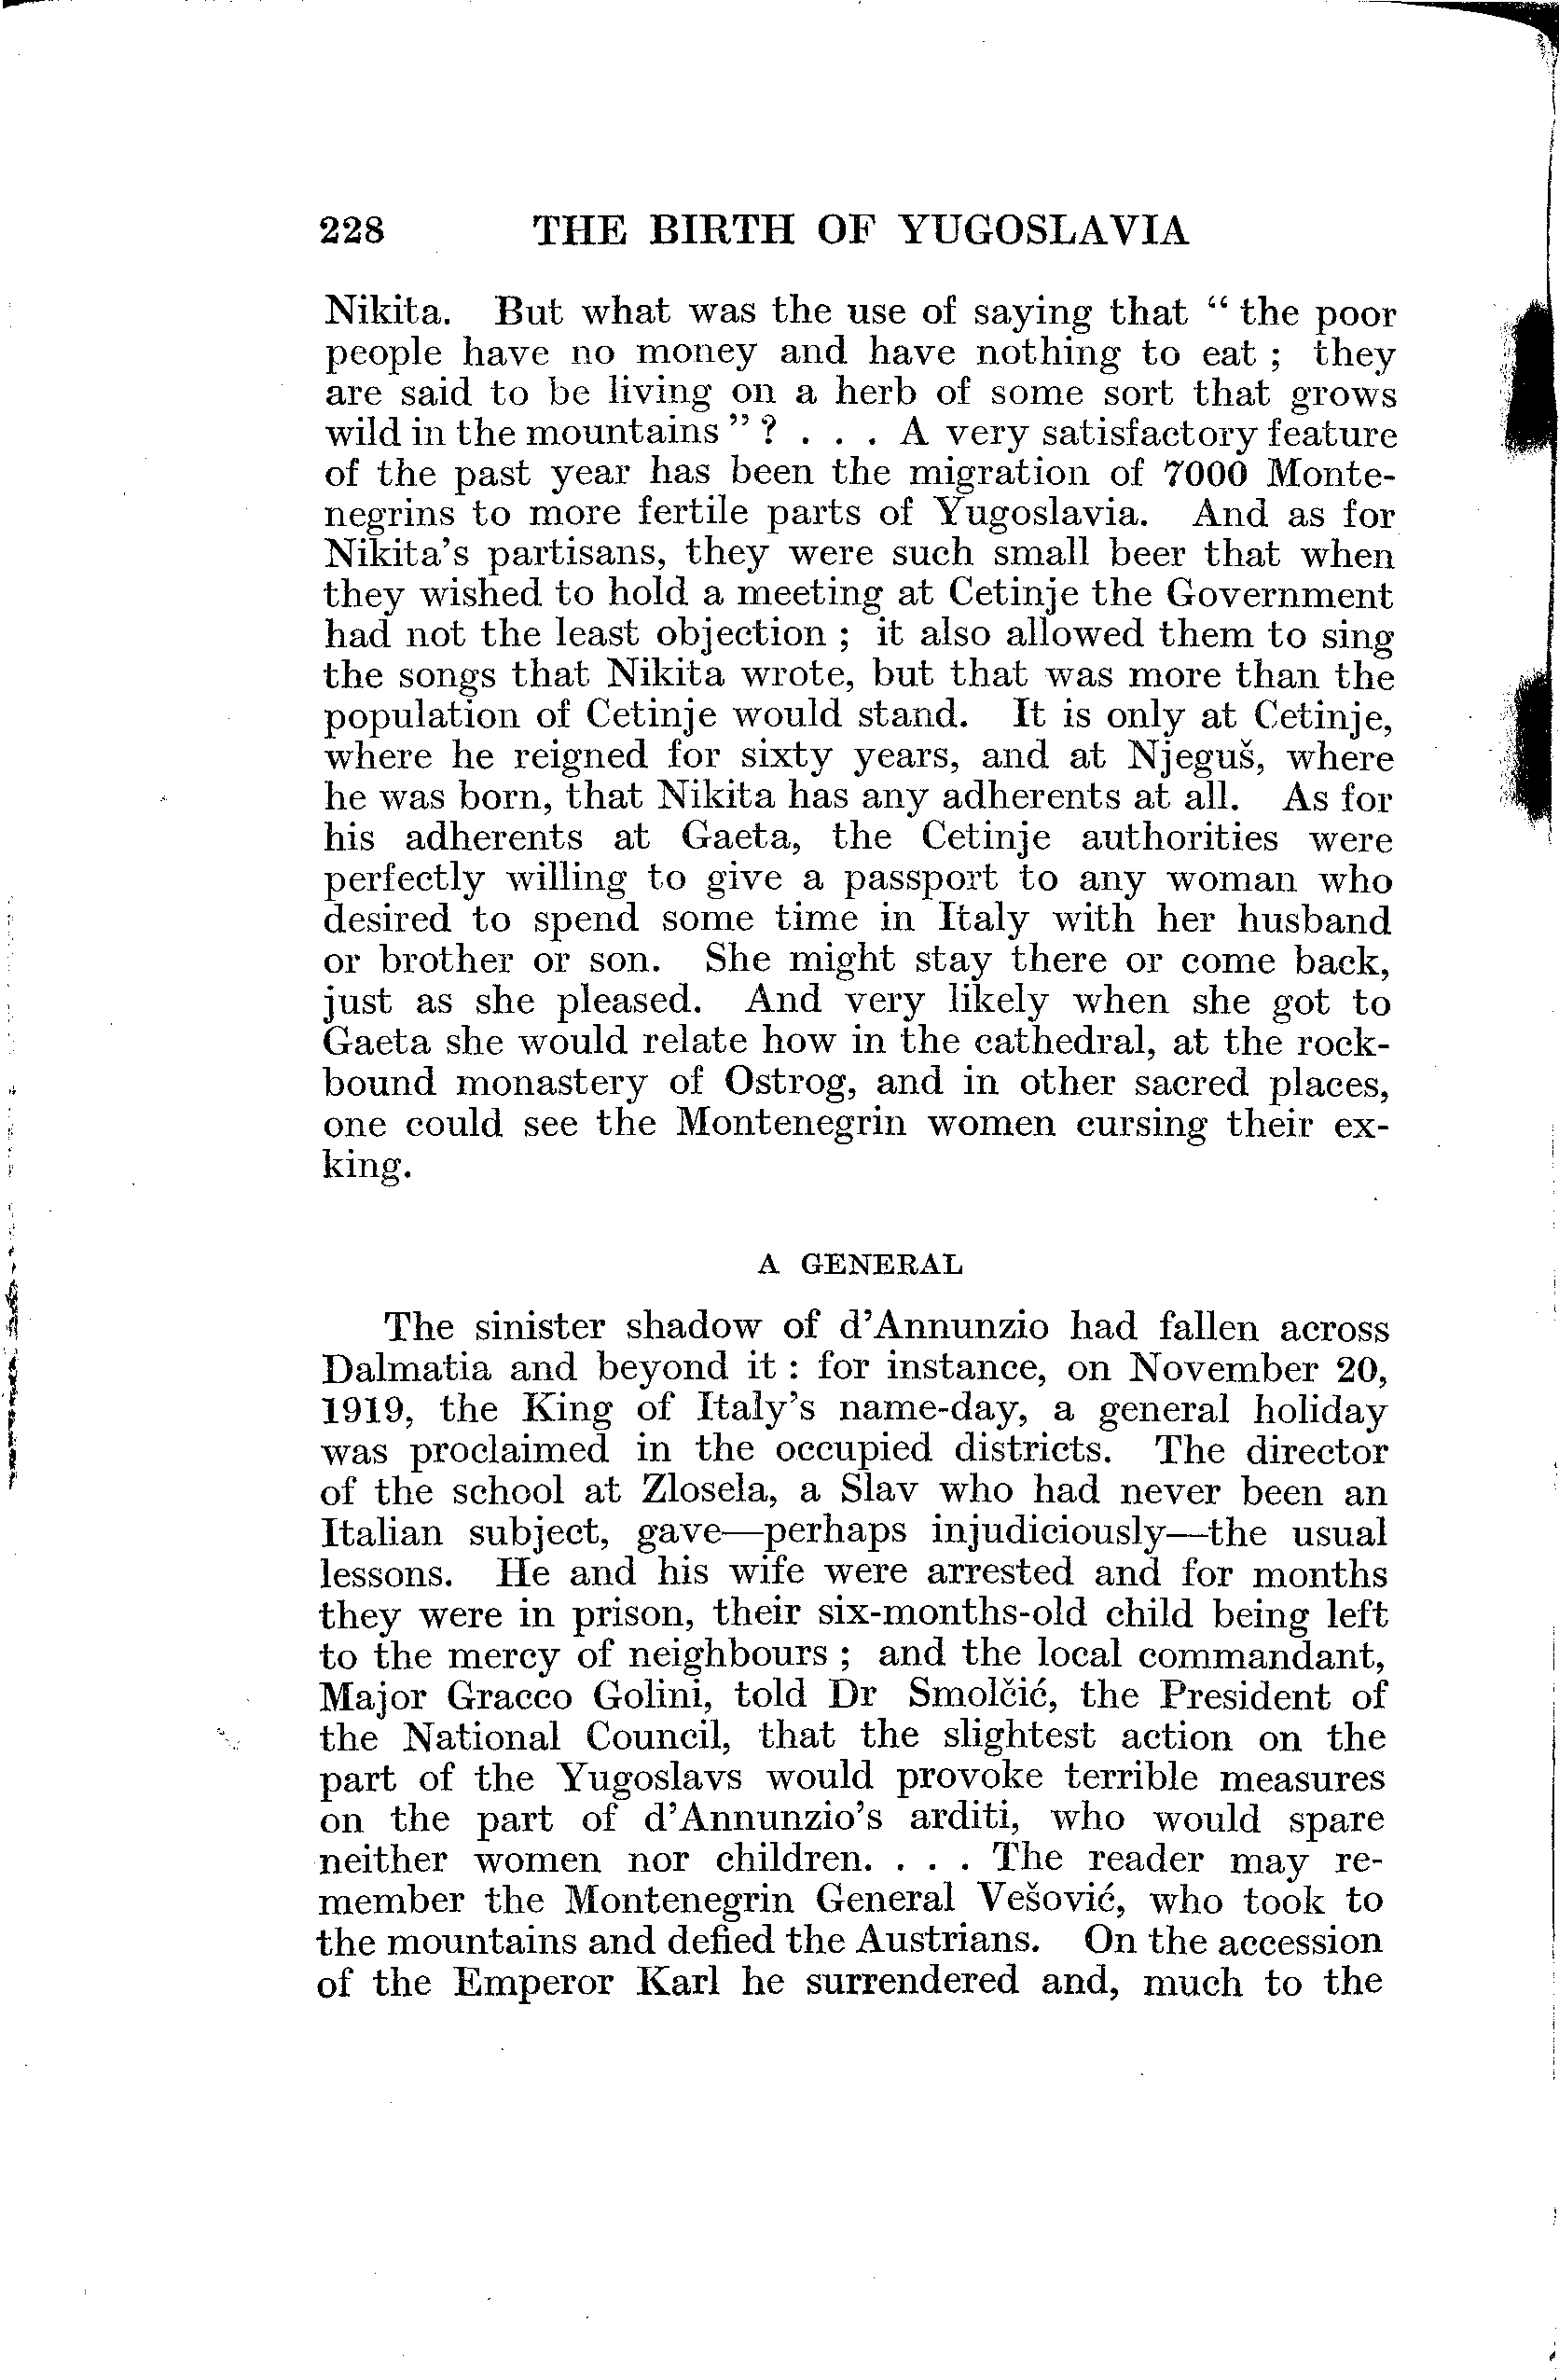 228 THE BIRTH OF YUGOSLAVIA
Nikita. But what was the use of saying that “ the poor
people have no money and have nothing to eat ; they
are said to be living on a herb of some sort that grows
wild in the mountains ” ? . . . A very satisfactory feature
of the past year has been the migration of 7000 Monte-
negrins to more fertile parts of Yugoslavia. And as for
Nikita’s partisans, they were such small beer that when
they wished to hold a meeting at Cetinje the Government
had not the least objection ; it also allowed them to sing
the songs that Nikita wrote, but that was more than the
population of Cetinje would stand. It is only at Cetinje,
where he reigned for sixty years, and at Njeguš, where
he was born, that Nikita has any adherents at all. As for
his adherents at Gaeta, the Cetinje authorities were
perfectly willing to give a passport to any woman who
desired to spend some time in Italy with her husband
or brother or son. She might stay there or come back,
just as she pleased. And very likely when she got to
Gaeta she would relate how in the cathedral, at the rock-
bound monastery of Ostrog, and in other sacred places,
one could see the Montenegrin women cursing their ex-
king.
A GENERAL
The sinister shadow of d’Annunzio had fallen across
Dalmatia and beyond it : for instance, on November 20,
1919, the King of Italy’s name-day, a general holiday
was proclaimed in the occupied districts. The director
of the school at Zlosela, a Slav who had never been an
Italian subject, gave—perhaps injudiciously—the usual
lessons. He and his wife were arrested and for months
they were in prison, their six-months-old child being left
to the mercy of neighbours ; and the local commandant,
Major Gracco Golini, told Dr Smolčić, the President of
the National Council, that the slightest action on the
part of the Yugoslavs would provoke terrible measures
on the part of d’Annunzio’s arditi, who would spare
neither women nor children. . . . The reader may re-
member the Montenegrin General Vešović, who took to
the mountains and defied the Austrians. On the accession
of the Emperor Karl he surrendered and, much to the